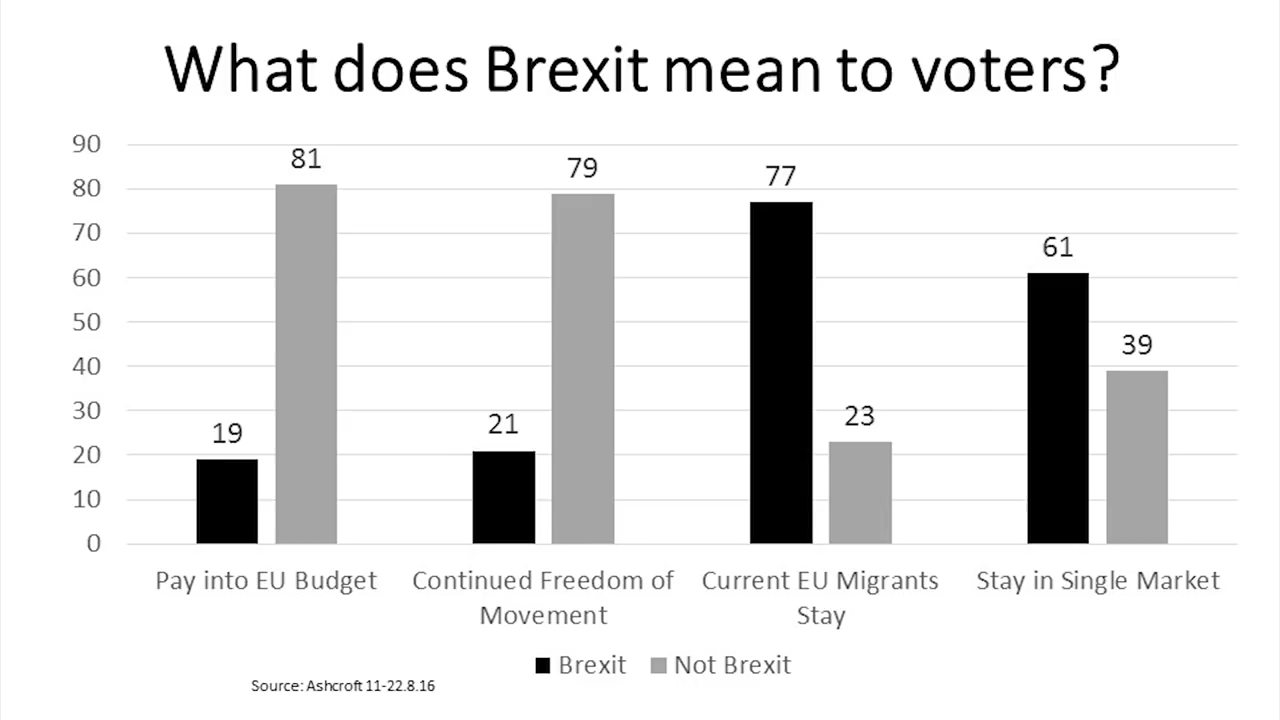 What does Brexit mean to voters?
90
80
70
60
50
40
30
20
10
0
19
81
21
79
77
23
61
39
Pay into EU Budget
Continued Freedom of
Movement
Current EU Migrants
Stay
Stay in Single Market
Brexit
Not Brexit
Source: Ashcroft 11-22.8.16